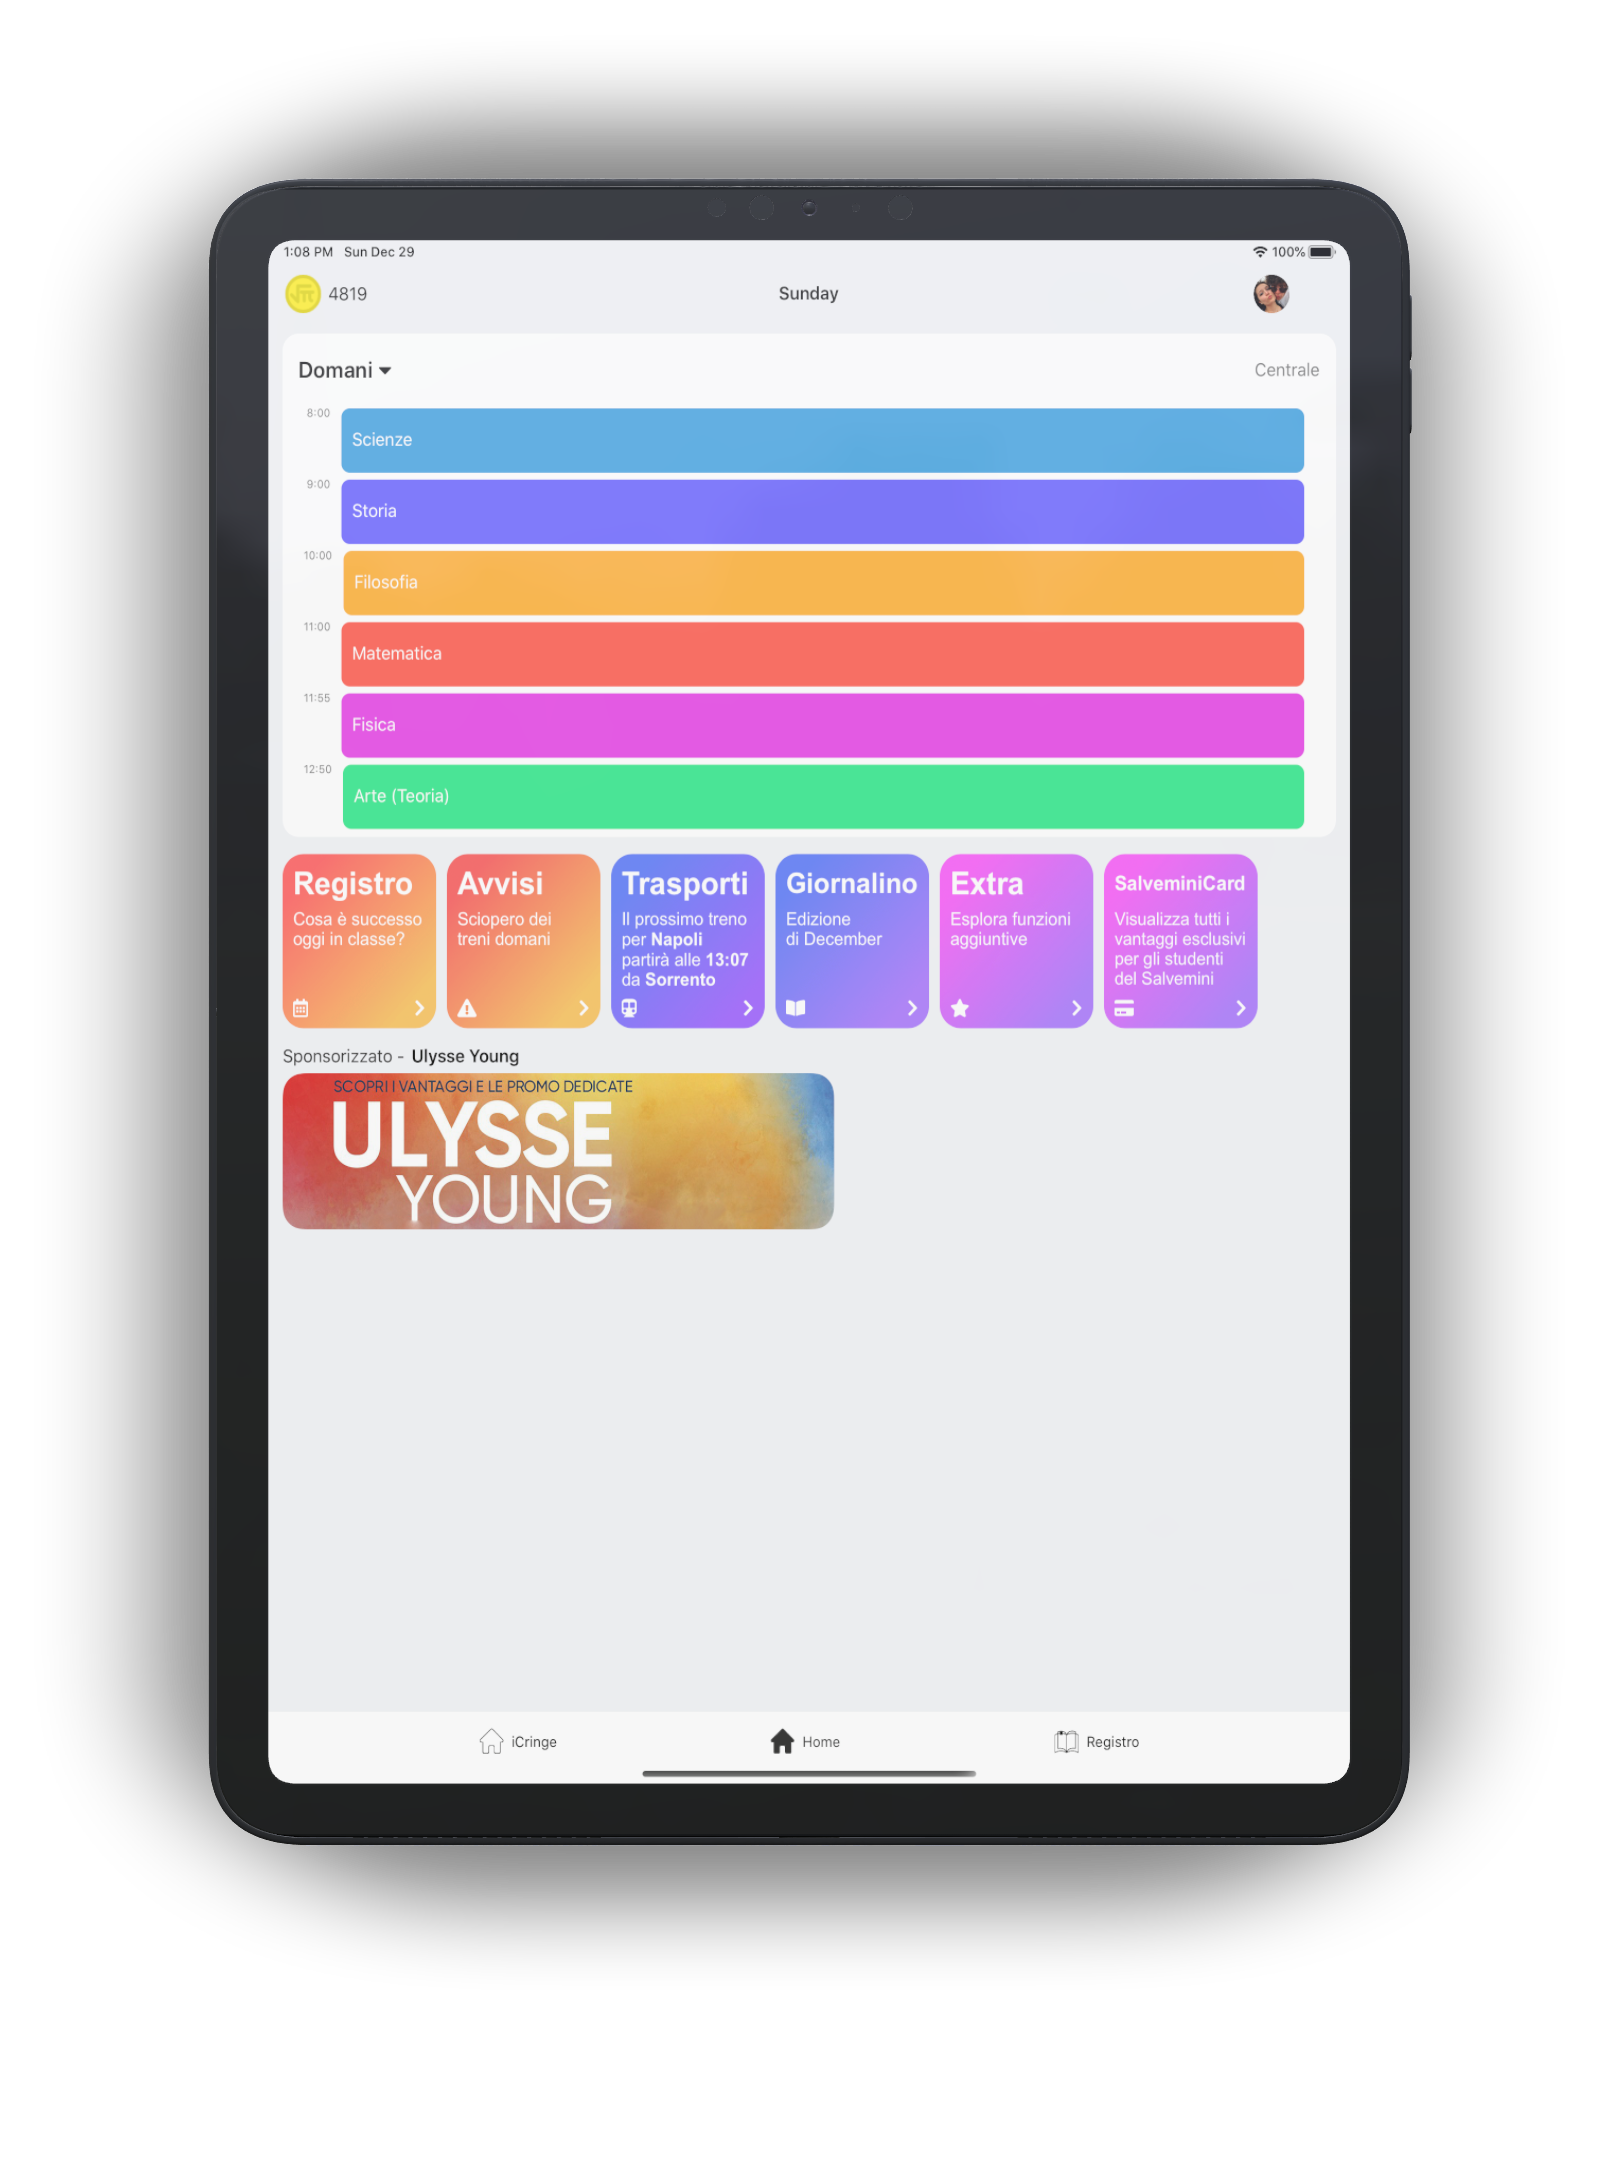 1:08 PM Sun Dec 29
100%
4819
Sunday
Domani
Centrale
8:00
Scienze
9:00
Storia
10:00
Filosofia
11:00
Matematica
11:55
Fisica
12:50
Arte (Teoria)
Registro
Cosa è successo
oggi in classe?
Avvisi
Sciopero dei
treni domani
Trasporti
Il prossimo treno
per Napoli
partirà alle 13:07
da Sorrento
Giornalino
Edizione
di December
Extra
Esplora funzioni
aggiuntive
SalveminiCard
Visualizza tutti i
vantaggi esclusivi
per gli studenti
del Salvemini
Sponsorizzato - Ulysse Young
SCOPRI I VANTAGGI E LE PROMO DEDICATE
ULYSSE
YOUNG
iCringe
Home
Registro